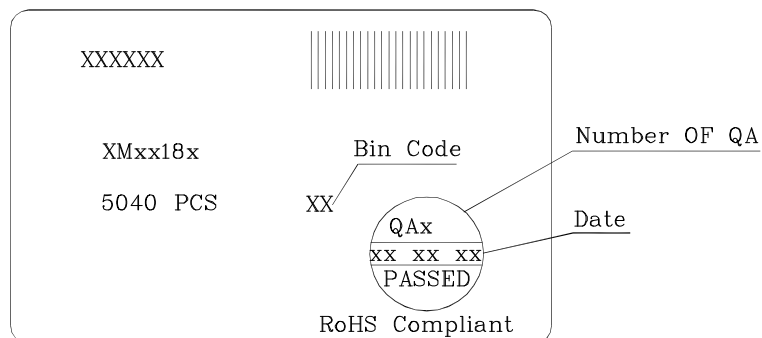 XXXXXX
XMxx18x
Bin Code
Number OF QA
5040 PCS
XX
QAx
Date
xx xx xx
PASSED
RoHS Compliant